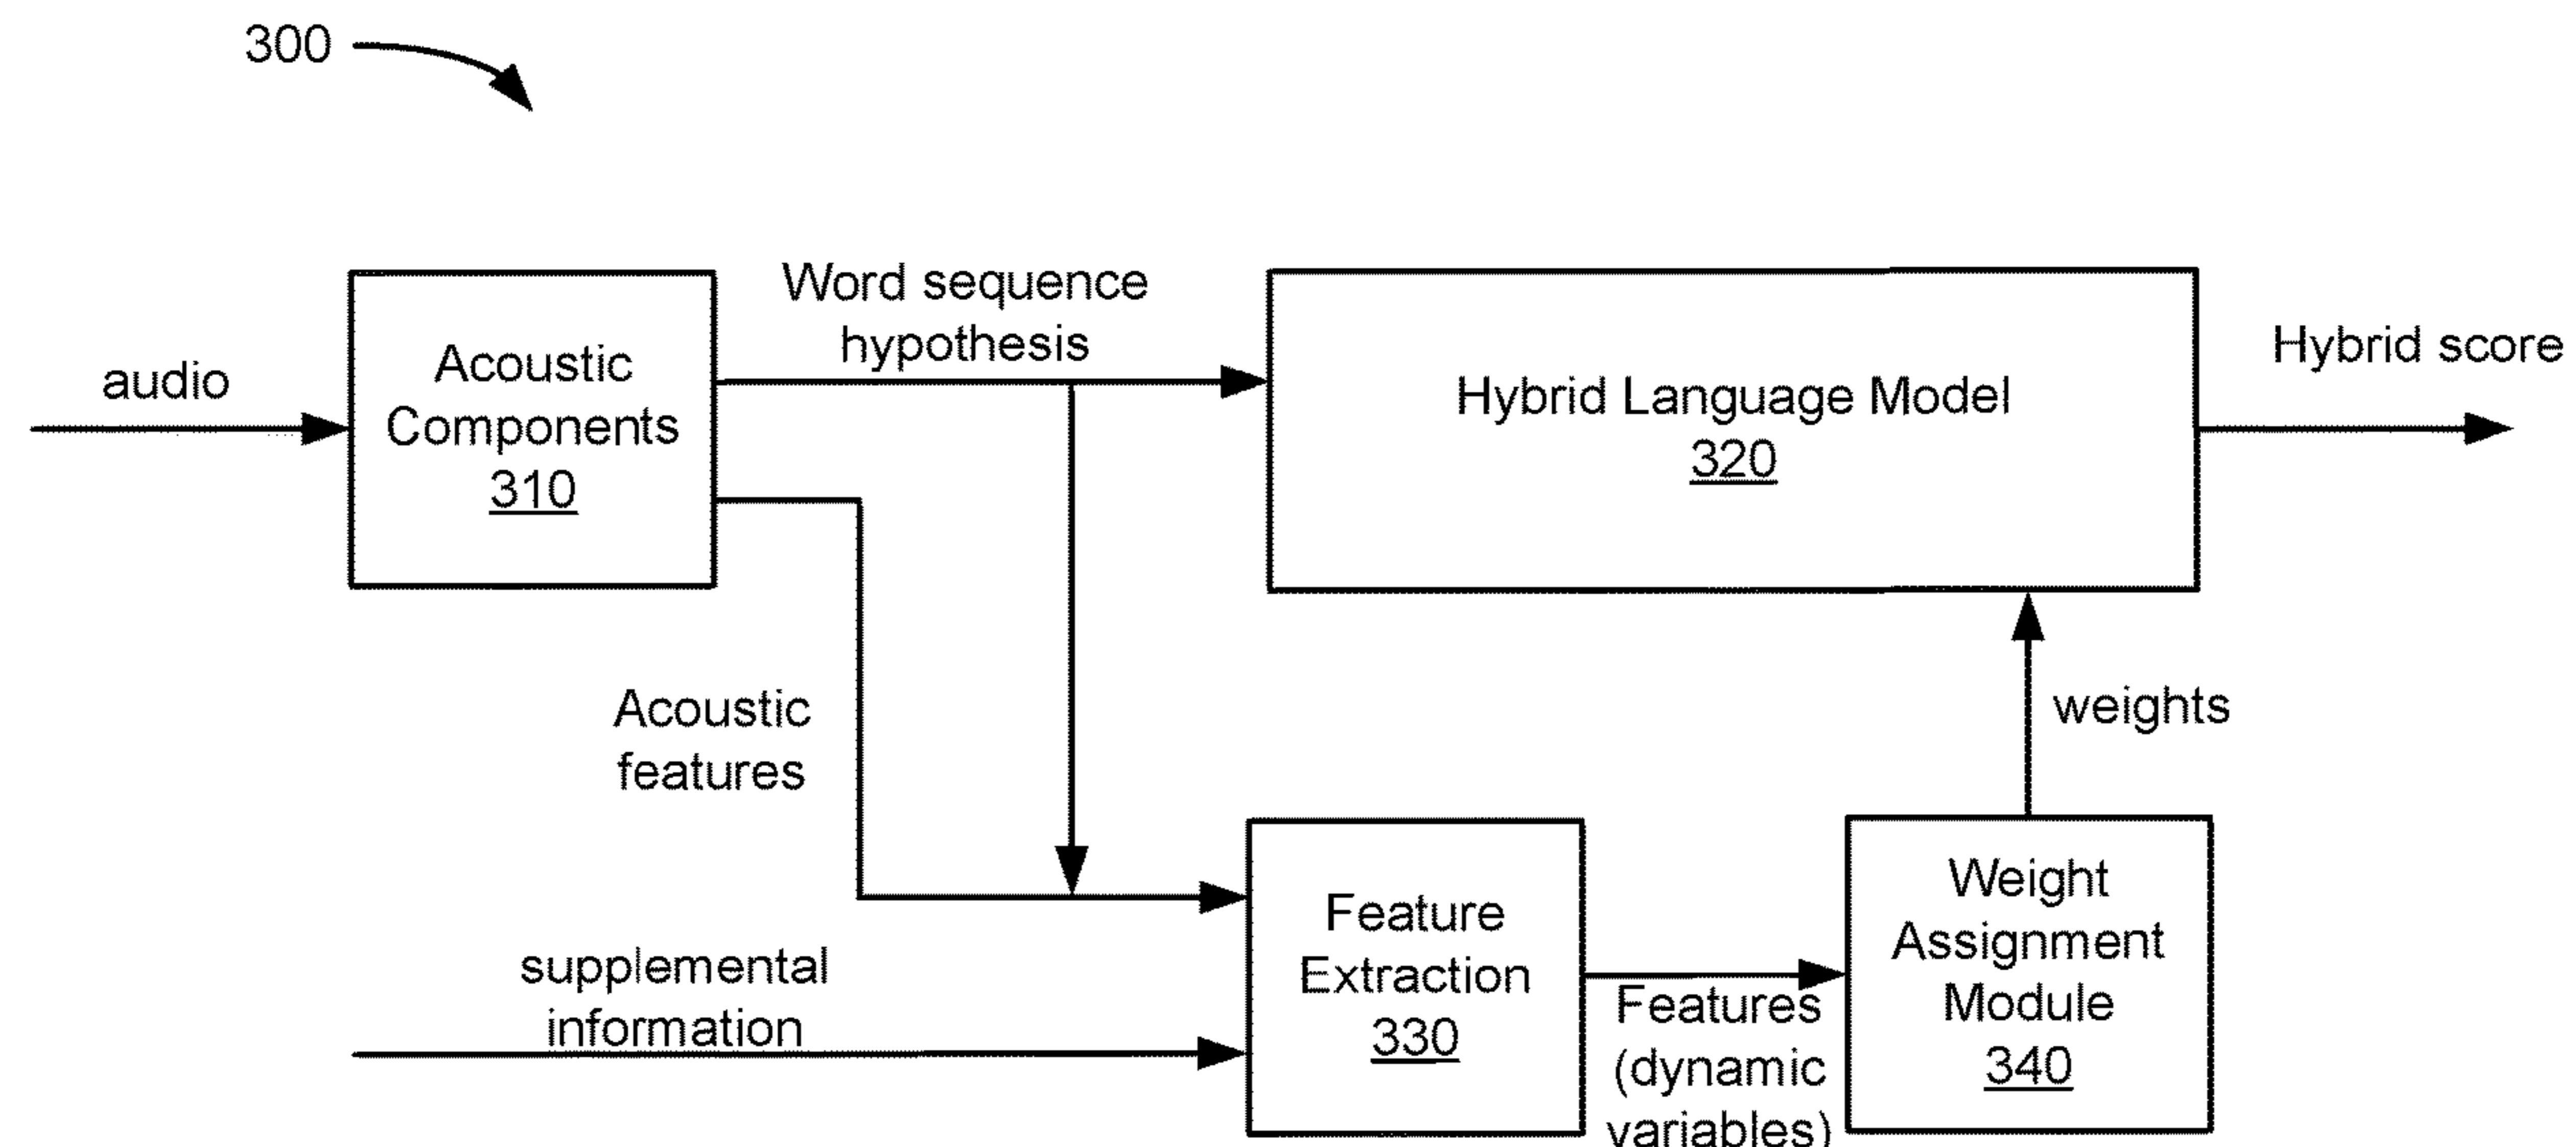 300
Word sequence
hypothesis
audio
Acoustic
Components
310
Hybrid Language Model
320
Hybrid score
Acoustic
features
weights
supplemental
information
Feature
Extraction
330
Features
(dynamic
variables)
Weight
Assignment
Module
340